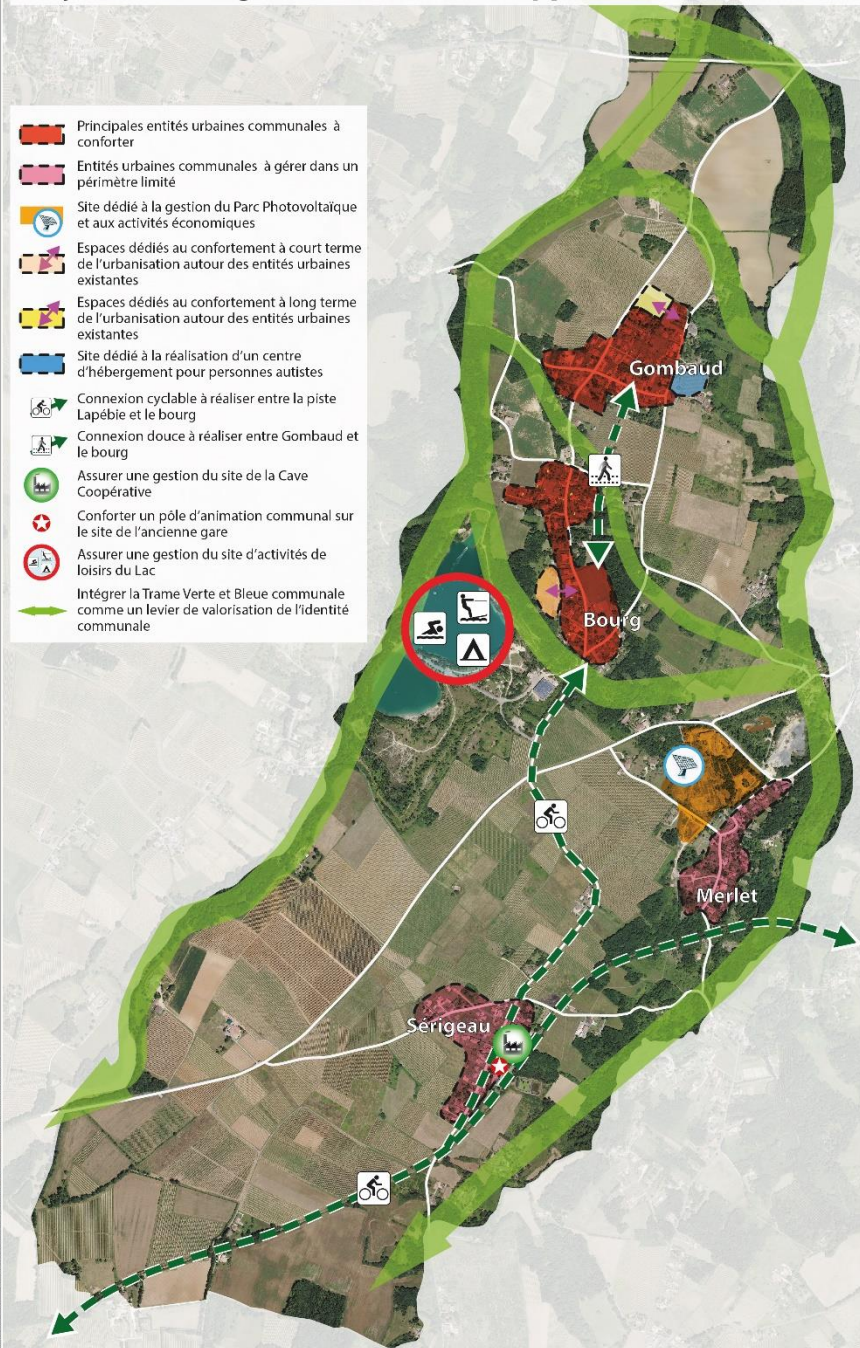 Principales entités urbaines communales à
conforter
Entités urbaines communales à gérer dans un
périmètre limité
Site dédié à la gestion du Parc Photovoltaïque
et aux activités économiques
Espaces dédiés au confortement à court terme
de l'urbanisation autour des entités urbaines
existantes
Espaces dédiés au confortement à long terme
de l'urbanisation autour des entités urbaines
existantes
Site dédié à la réalisation d'un centre
d'hébergement pour personnes autistes
Connexion cyclable à réaliser entre la piste
Lapébie et le bourg
Connexion douce à réaliser entre Gombaud et
le bourg
Assurer une gestion du site de la Cave
Coopérative
Conforter un pôle d'animation communal sur
le site de l'ancienne gare
Assurer une gestion du site d'activités de
loisirs du Lac
Intégrer la Trame Verte et Bleue communale
comme un levier de valorisation de l'identité
communale
Gombaud
Bourg
Merlet
Sérigeau